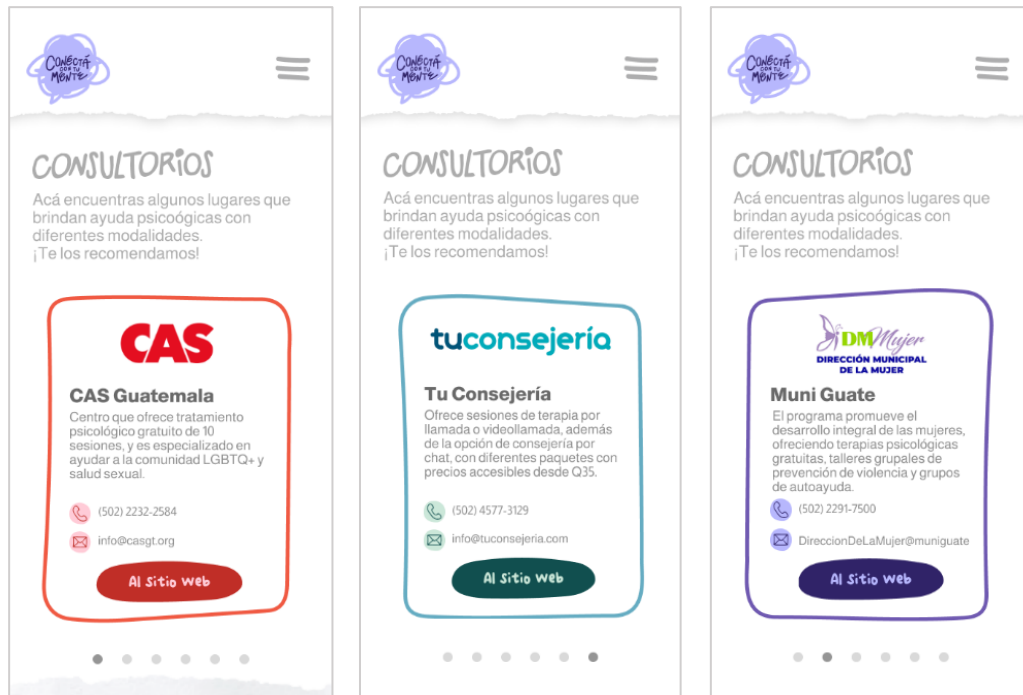 CONECTÁ
CON TU
MENTE
CONSULTORIOS
Acá encuentras algunos lugares que
brindan ayuda psicoógicas con
diferentes modalidades.
¡Te los recomendamos!
CAS
CAS Guatemala
Centro que ofrece tratamiento
psicológico gratuito de 10
sesiones, y es especializado en
ayudar a la comunidad LGBTQ+ y
salud sexual.
(502) 2232-2584
info@casgt.org
Al Sitio Web
CONECTÁ
CON TU
MENTE
CONSULTORIOS
Acá encuentras algunos lugares que
brindan ayuda psicoógicas con
diferentes modalidades.
¡Te los recomendamos!
tuconsejería
Tu Consejería
Ofrece sesiones de terapia por
llamada o videollamada, además
de la opción de consejería por
chat, con diferentes paquetes con
precios accesibles desde Q35.
(502) 4577-3129
info@tuconsejeria.com
Al Sitio Web
CONECTÁ
CON TU
MENTE
CONSULTORIOS
Acá encuentras algunos lugares que
brindan ayuda psicoógicas con
diferentes modalidades.
¡Te los recomendamos!
DMMujer
DIRECCIÓN MUNICIPAL
DE LA MUJER
Muni Guate
El programa promueve el
desarrollo integral de las mujeres,
ofreciendo terapias psicológicas
gratuitas, talleres grupales de
prevención de violencia y grupos
de autoayuda.
(502) 2291-7500
DireccionDeLaMujer@muniguate
Al Sitio Web